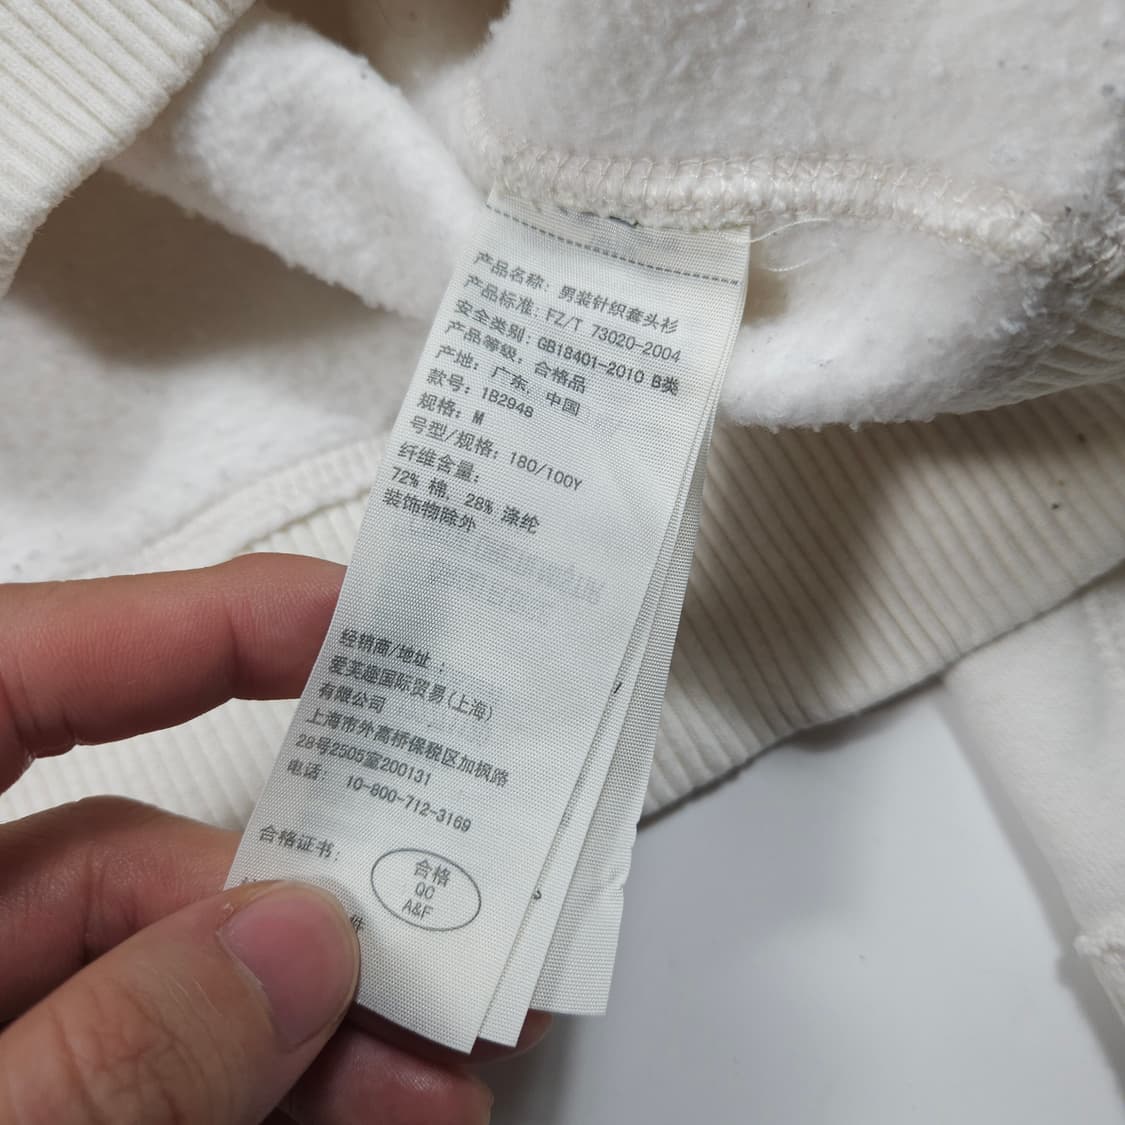 产品名称: 男装针织套头衫
产品标准: FZ/T 73020-2004
安全类别: GB18401-2010 B类
产品等级: 合格品
产地: 广东, 中国
款号: 1B2948
规格: M
号型/规格: 180/100Y
纤维含量:
72% 棉, 28% 涤纶
装饰物除外
经销商/地址:
爱芙趣国际贸易(上海)
有限公司
上海市外高桥保税区加枫路
28号2505室200131
电话: 10-800-712-3169
合格证书:
合格
QC
A&F